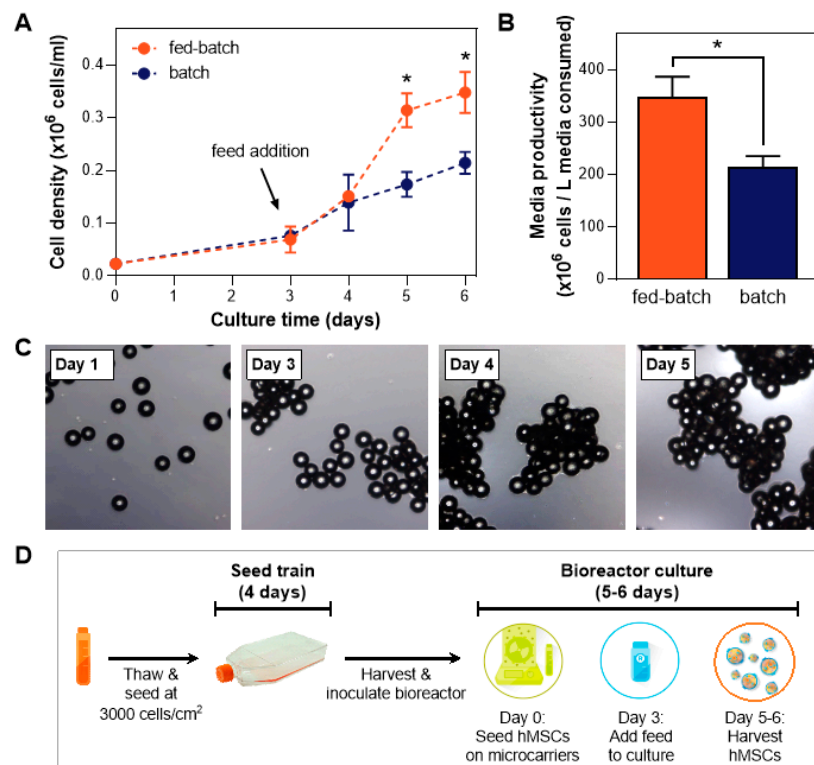 A
fed-batch
batch
Cell density (x10⁶ cells/ml)
0.4
0.3
0.2
0.1
0.0
feed addition
*
*
0 1 2 3 4 5 6
Culture time (days)
B
Media productivity
(x10⁶ cells / L media consumed)
400
300
200
100
0
*
fed-batch batch
C
Day 1
Day 3
Day 4
Day 5
D
Seed train
(4 days)
Bioreactor culture
(5-6 days)
Thaw &
seed at
3000 cells/cm²
Harvest &
inoculate bioreactor
Day 0:
Seed hMSCs
on microcarriers
Day 3:
Add feed
to culture
Day 5-6:
Harvest
hMSCs